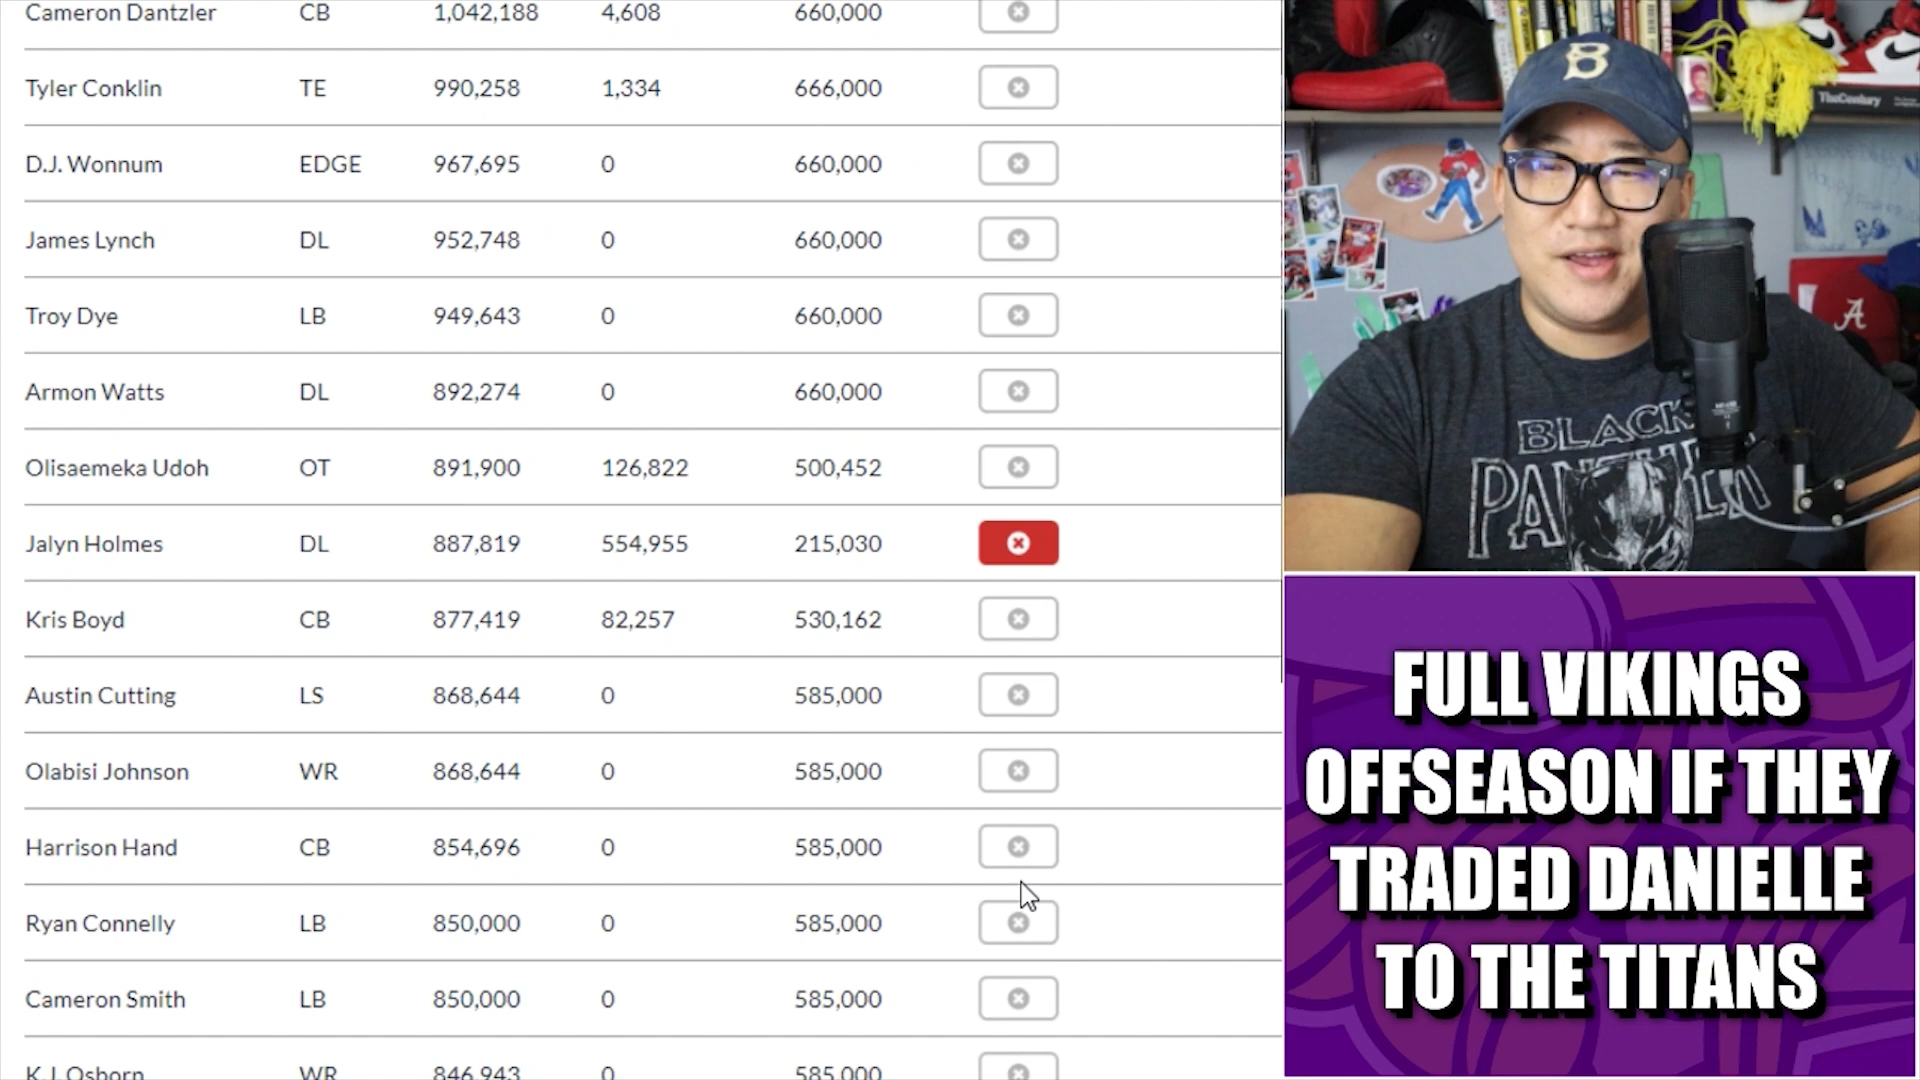 Cameron Dantzler CB 1,042,188 4,608 660,000
Tyler Conklin TE 990,258 1,334 666,000
D.J. Wonnum EDGE 967,695 0 660,000
James Lynch DL 952,748 0 660,000
Troy Dye LB 949,643 0 660,000
Armon Watts DL 892,274 0 660,000
Olisaemeka Udoh OT 891,900 126,822 500,452
Jalyn Holmes DL 887,819 554,955 215,030
Kris Boyd CB 877,419 82,257 530,162
Austin Cutting LS 868,644 0 585,000
Olabisi Johnson WR 868,644 0 585,000
Harrison Hand CB 854,696 0 585,000
Ryan Connelly LB 850,000 0 585,000
Cameron Smith LB 850,000 0 585,000
K.J. Osborn WR 846,943 0 585,000
B
TheCentury
A
BLACK
FULL VIKINGS
OFFSEASON IF THEY
TRADED DANIELLE
TO THE TITANS